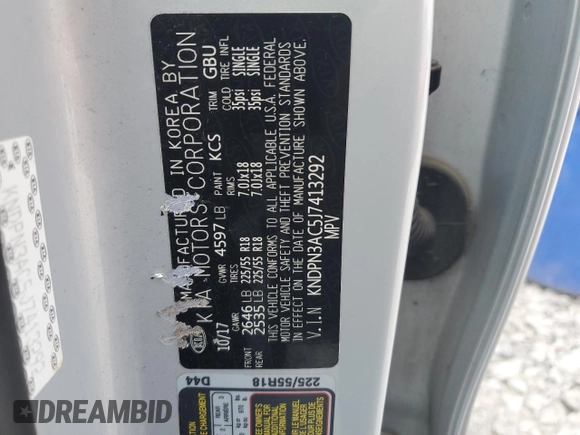 MANUFACTURED IN KOREA BY
KIA MOTORS CORPORATION
KIA
10/17 GVWR 4597 LB PAINT KCS TRIM GBU
GAWR TIRES RIMS COLD TIRE INFL
FRONT 2646 LB 225/55 R18 7.0Jx18 35psi SINGLE
REAR 2535 LB 225/55 R18 7.0Jx18 35psi SINGLE
THIS VEHICLE CONFORMS TO ALL APPLICABLE U.S.A. FEDERAL
MOTOR VEHICLE SAFETY AND THEFT PREVENTION STANDARDS
IN EFFECT ON THE DATE OF MANUFACTURE SHOWN ABOVE.
V.I.N KNDPN3AC5J7413292
MPV
D44
225/55R18
REAR
ARRIÈRE
DREAMBID